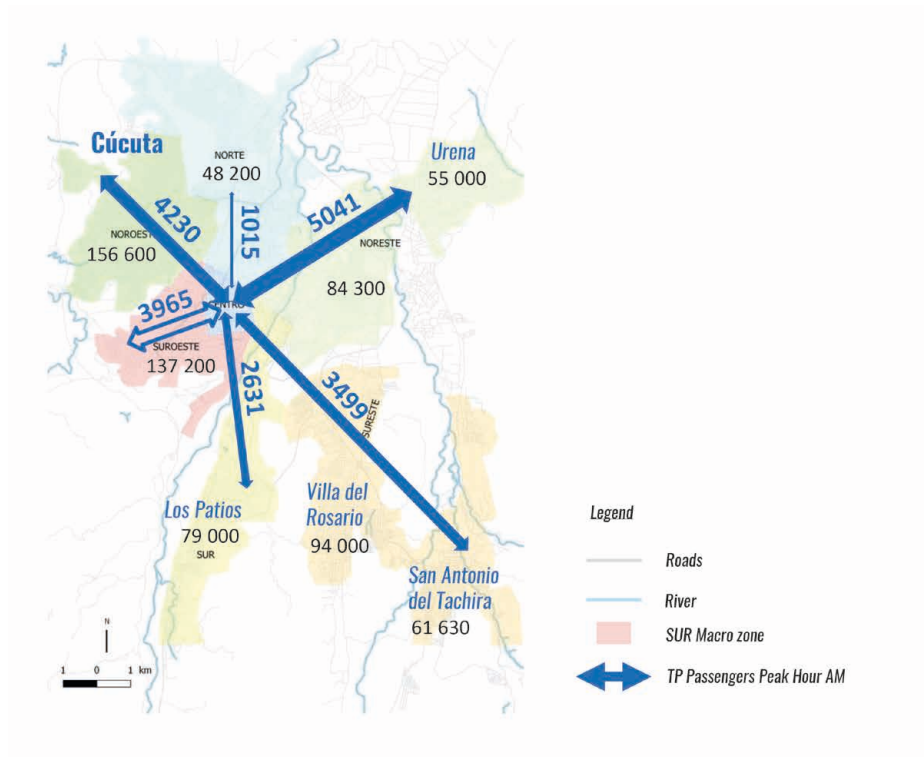 Cúcuta
NORTE
48 200
Urena
55 000
4230
1015
5041
NOROEST
156 600
NORESTE
84 300
CENTRO
3965
SUROESTE
137 200
2631
3499
SURESTE
Los Patios
79 000
SUR
Villa del
Rosario
94 000
San Antonio
del Tachira
61 630
N
1 0 1 km
Legend
Roads
River
SUR Macro zone
TP Passengers Peak Hour AM